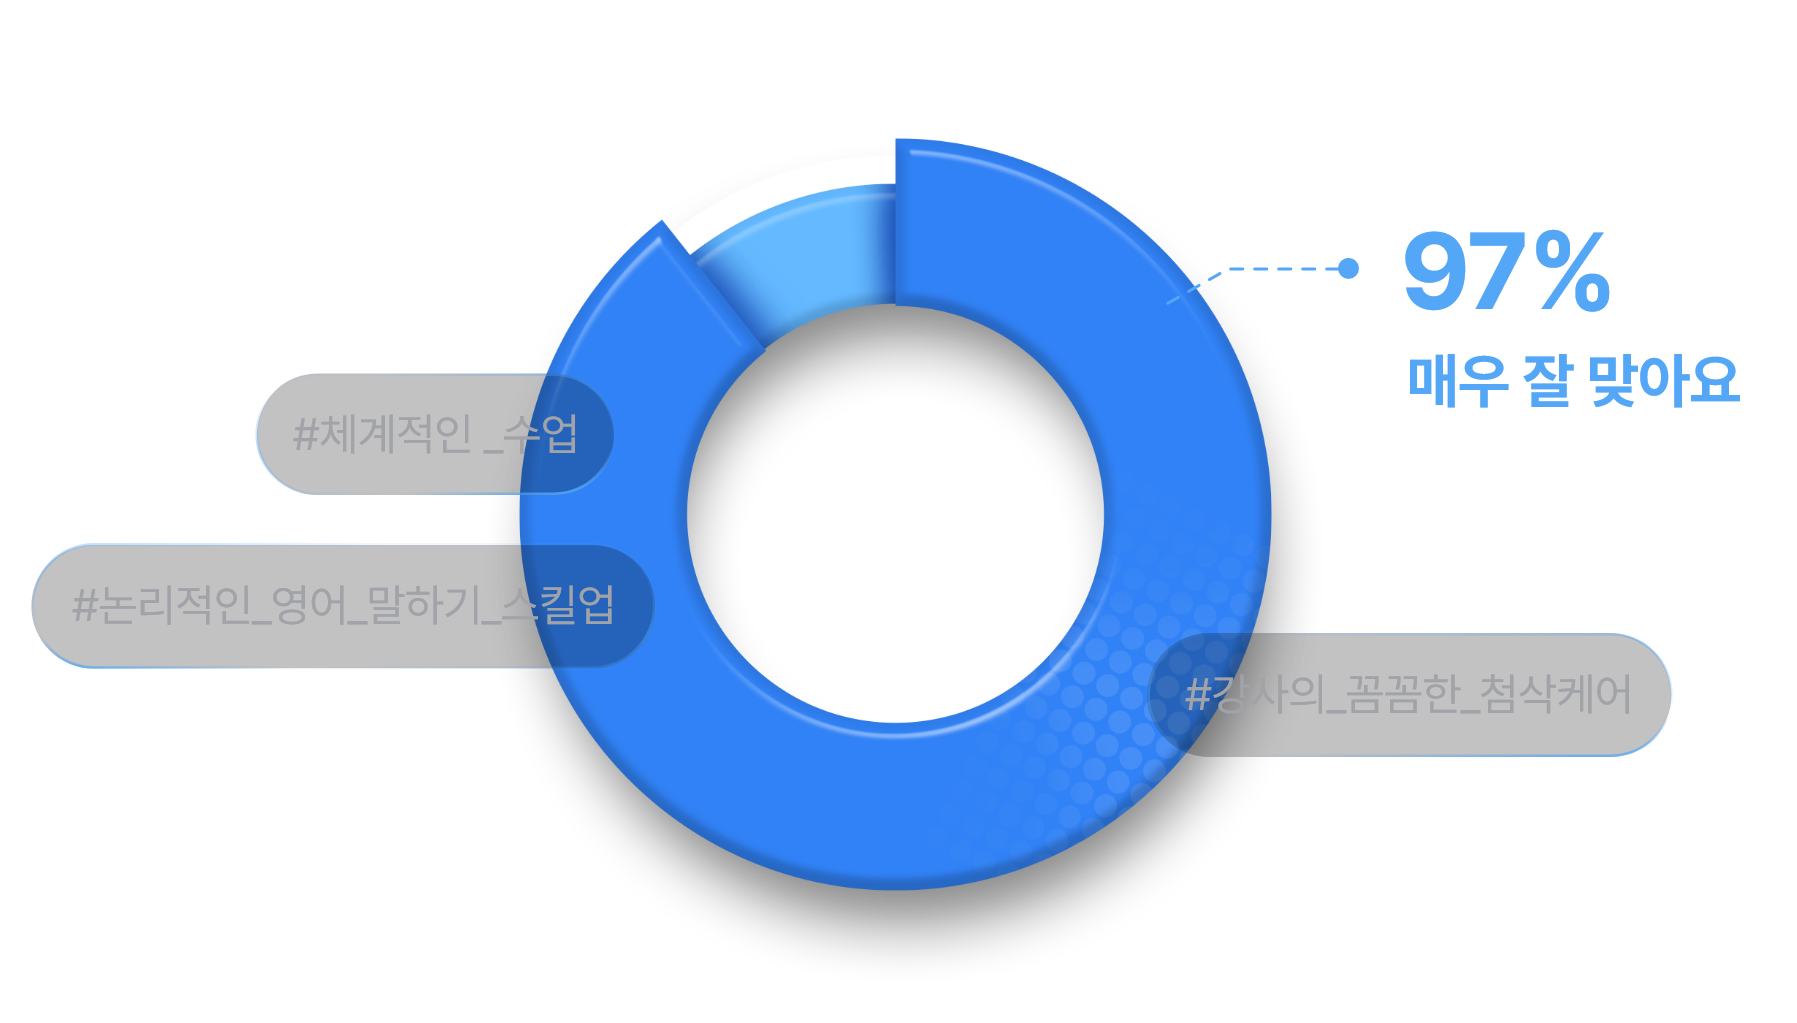 97%
매우 잘 맞아요
#체계적인 _수업
#논리적인_영어_말하기_스킬업
#강사의_꼼꼼한_첨삭케어